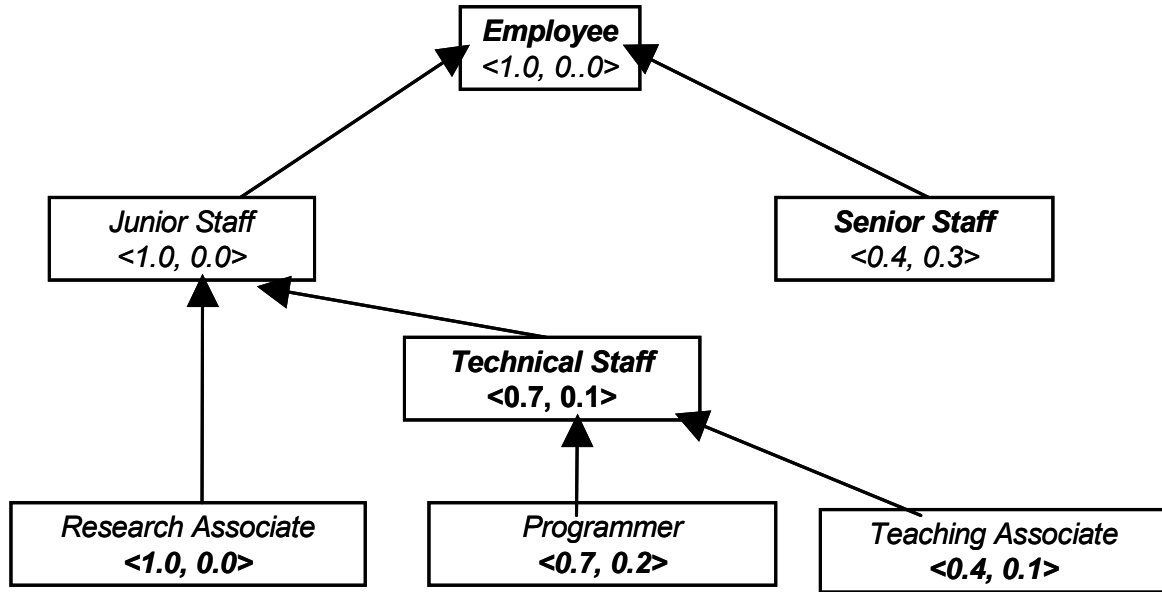 Employee
<1.0, 0..0>
Junior Staff
<1.0, 0.0>
Senior Staff
<0.4, 0.3>
Technical Staff
<0.7, 0.1>
Research Associate
<1.0, 0.0>
Programmer
<0.7, 0.2>
Teaching Associate
<0.4, 0.1>